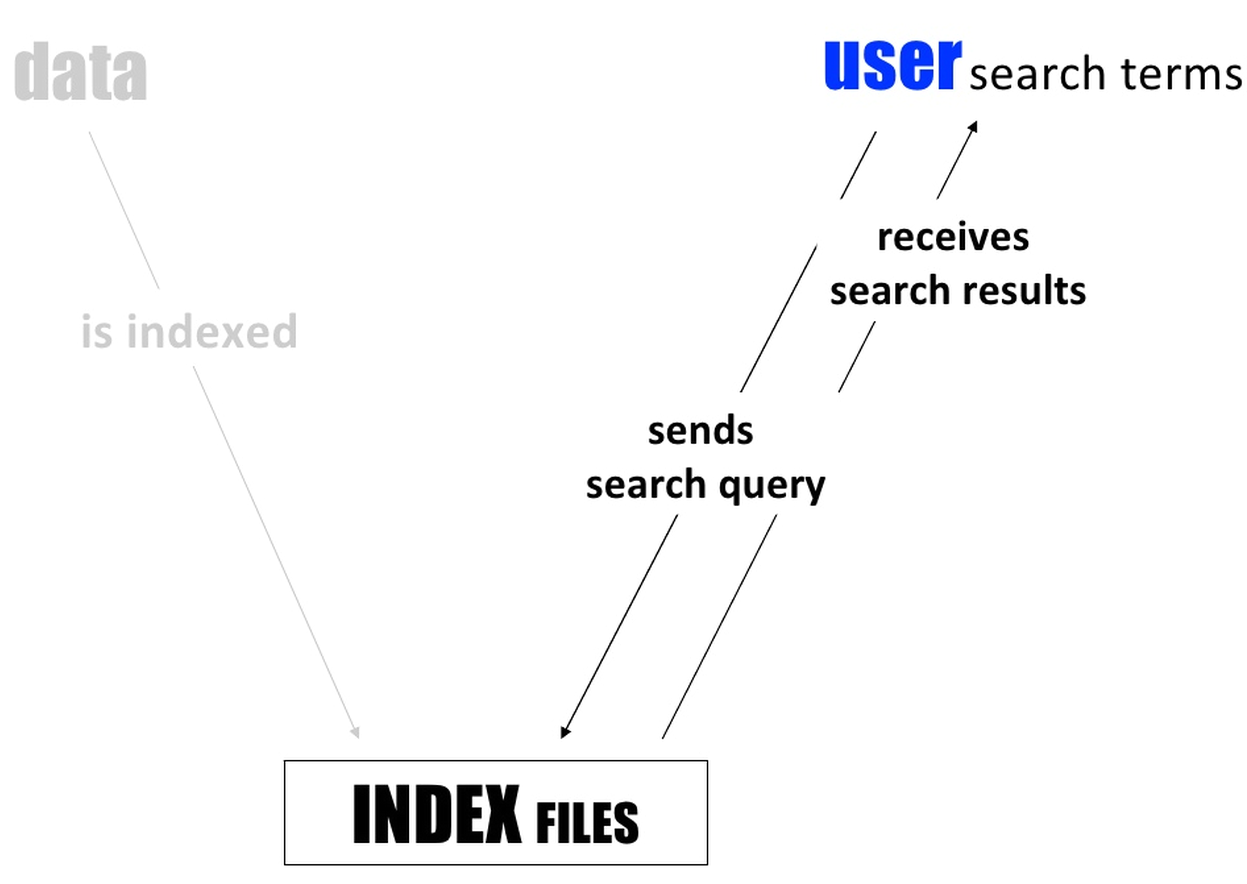 data
user search terms
receives
search results
is indexed
sends
search query
INDEX FILES